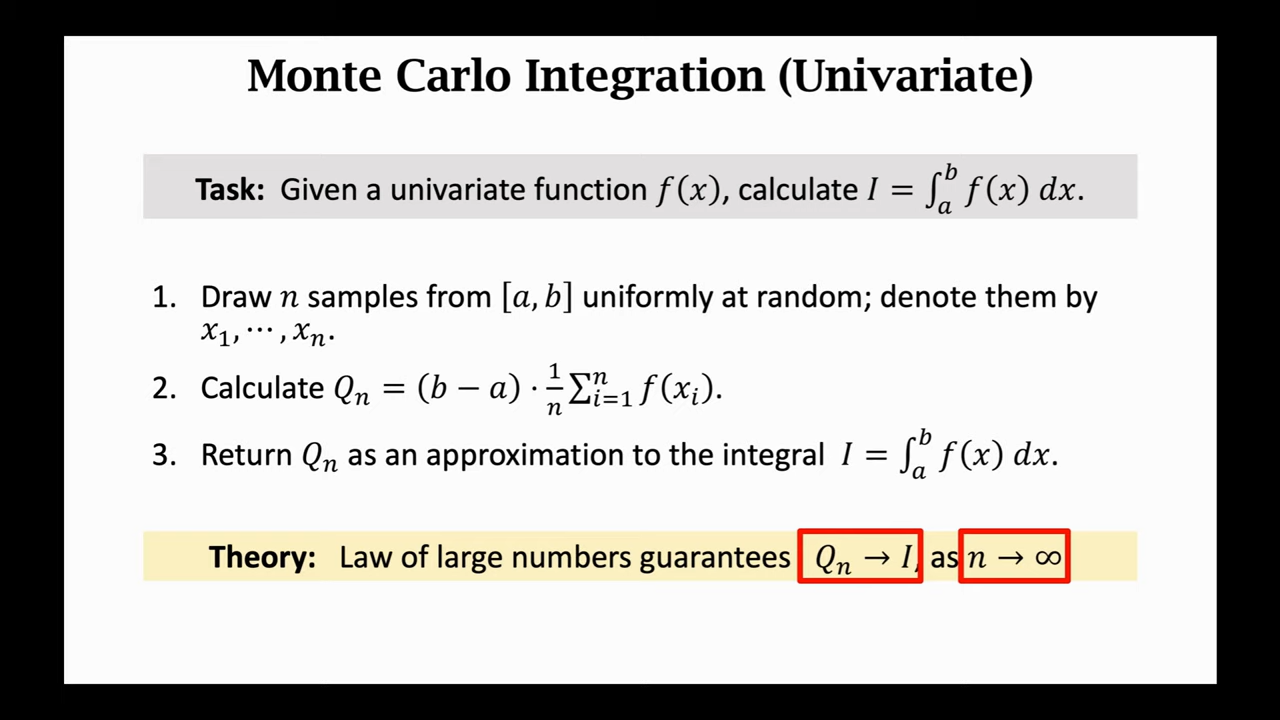 Monte Carlo Integration (Univariate)
Task: Given a univariate function f(x), calculate I = ∫_a^b f(x) dx.
1. Draw n samples from [a, b] uniformly at random; denote them by
x_1, ⋯, x_n.
2. Calculate Q_n = (b − a) ⋅ 1/n ∑_{i=1}^n f(x_i).
3. Return Q_n as an approximation to the integral I = ∫_a^b f(x) dx.
Theory: Law of large numbers guarantees Q_n → I, as n → ∞